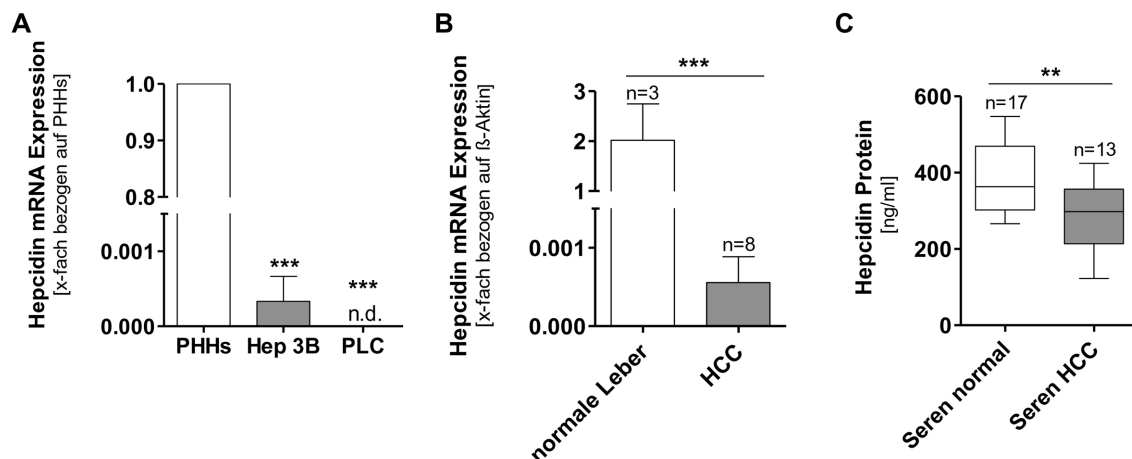 A
Hepcidin mRNA Expression
[x-fach bezogen auf PHHs]
1.0
0.9
0.8
0.001
0.000
***
***
n.d.
PHHs Hep 3B PLC
B
Hepcidin mRNA Expression
[x-fach bezogen auf ß-Aktin]
***
3
2
1
0.001
0.000
n=3
n=8
normale Leber
HCC
C
Hepcidin Protein
[ng/ml]
**
600
400
200
0
n=17
n=13
Seren normal
Seren HCC